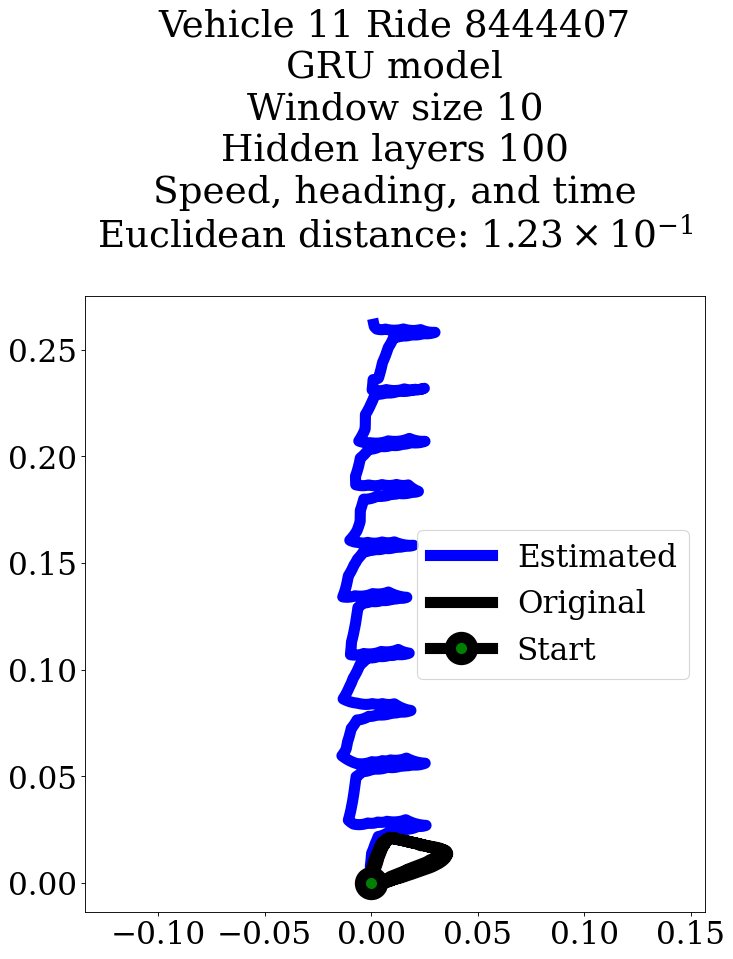 Vehicle 11 Ride 8444407
GRU model
Window size 10
Hidden layers 100
Speed, heading, and time
Euclidean distance: 1.23 × 10⁻¹
0.25
0.20
0.15
0.10
0.05
0.00
Estimated
Original
Start
−0.10 −0.05 0.00 0.05 0.10 0.15